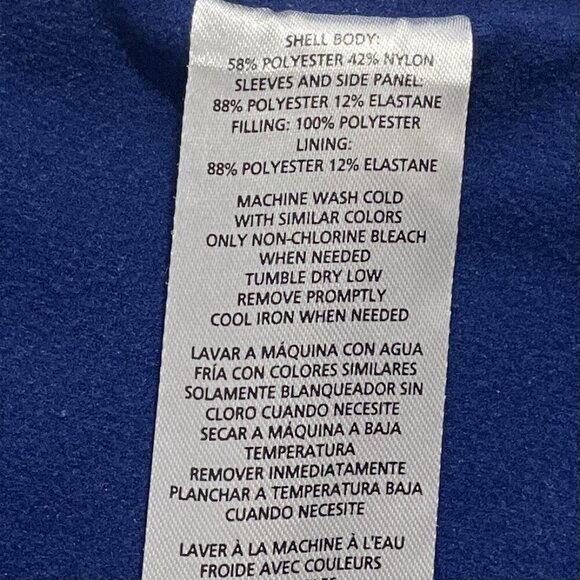 SHELL BODY:
58% POLYESTER 42% NYLON
SLEEVES AND SIDE PANEL:
88% POLYESTER 12% ELASTANE
FILLING: 100% POLYESTER
LINING:
88% POLYESTER 12% ELASTANE
MACHINE WASH COLD
WITH SIMILAR COLORS
ONLY NON-CHLORINE BLEACH
WHEN NEEDED
TUMBLE DRY LOW
REMOVE PROMPTLY
COOL IRON WHEN NEEDED
LAVAR A MÁQUINA CON AGUA
FRÍA CON COLORES SIMILARES
SOLAMENTE BLANQUEADOR SIN
CLORO CUANDO NECESITE
SECAR A MÁQUINA A BAJA
TEMPERATURA
REMOVER INMEDIATAMENTE
PLANCHAR A TEMPERATURA BAJA
CUANDO NECESITE
LAVER À LA MACHINE À L'EAU
FROIDE AVEC COULEURS